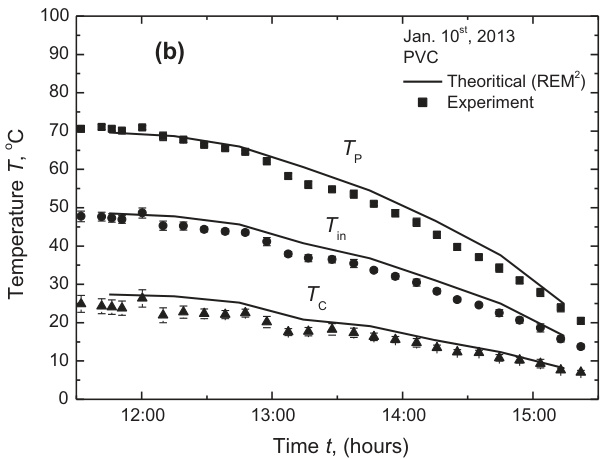 100
90
80
70
60
50
40
30
20
10
0
Temperature T, °C
(b)
Jan. 10st, 2013
PVC
Theoritical (REM²)
Experiment
TP
Tin
TC
12:00 13:00 14:00 15:00
Time t, (hours)